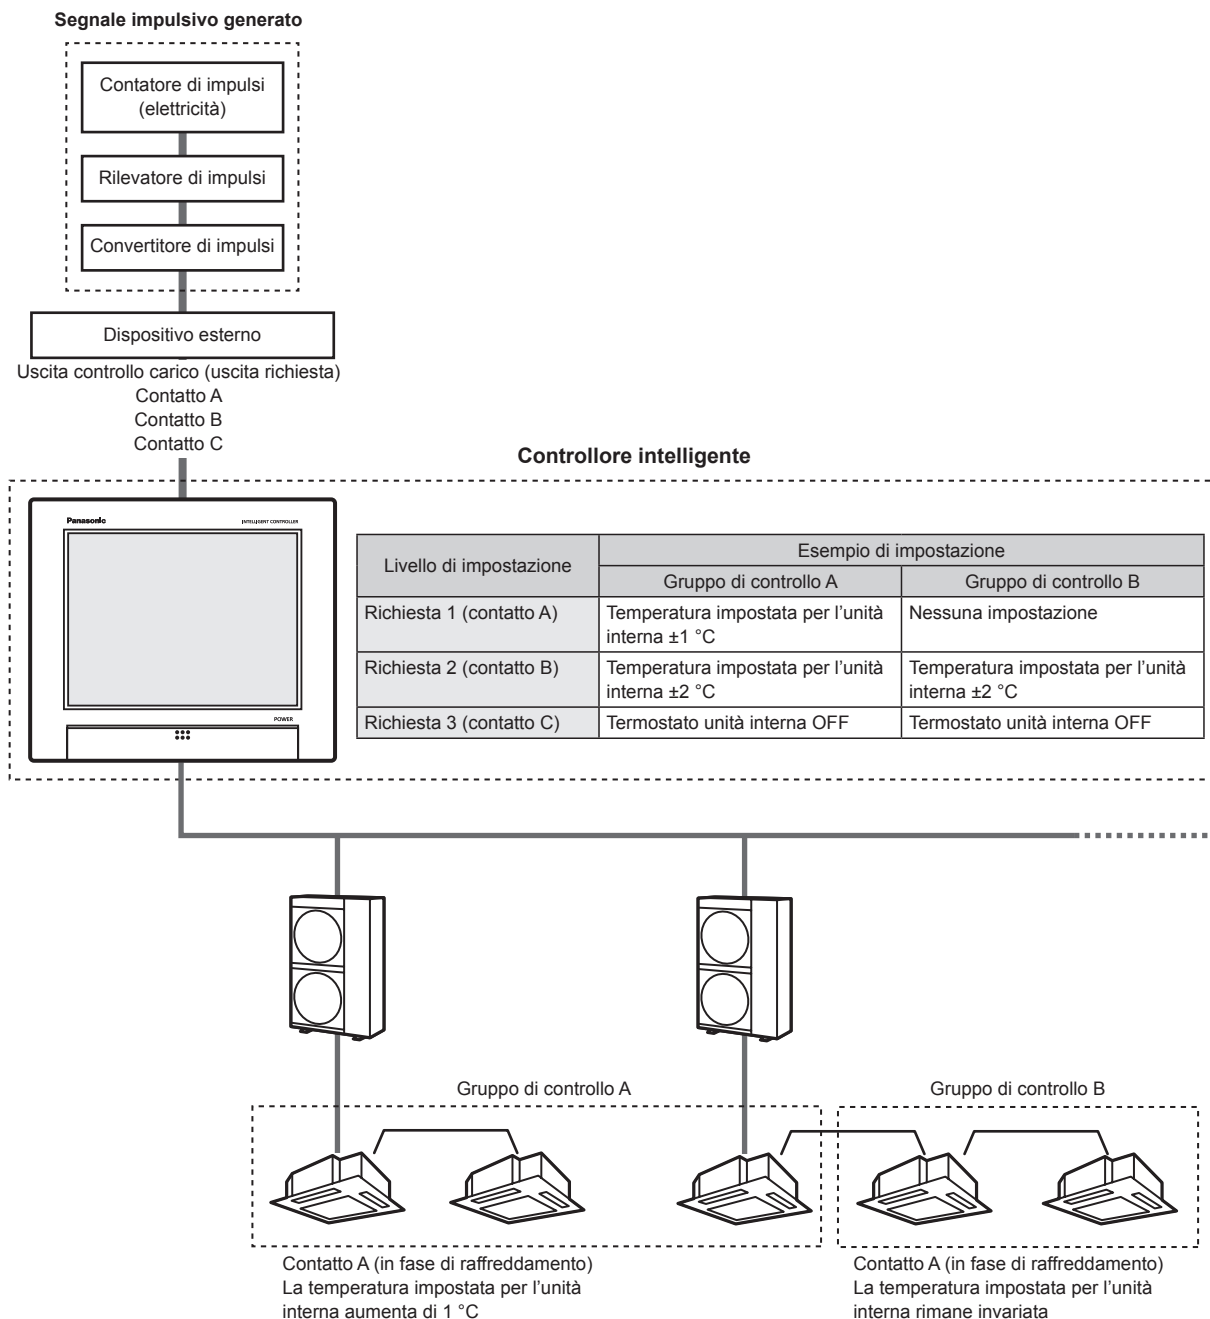 Segnale impulsivo generato
Contatore di impulsi
(elettricità)
Rilevatore di impulsi
Convertitore di impulsi
Dispositivo esterno
Uscita controllo carico (uscita richiesta)
Contatto A
Contatto B
Contatto C
Controllore intelligente
Panasonic
INTELLIGENT CONTROLLER
POWER
Livello di impostazione
Esempio di impostazione
Gruppo di controllo A
Gruppo di controllo B
Richiesta 1 (contatto A)
Temperatura impostata per l'unità
interna ±1 °C
Nessuna impostazione
Richiesta 2 (contatto B)
Temperatura impostata per l'unità
interna ±2 °C
Temperatura impostata per l'unità
interna ±2 °C
Richiesta 3 (contatto C)
Termostato unità interna OFF
Termostato unità interna OFF
Gruppo di controllo A
Gruppo di controllo B
Contatto A (in fase di raffreddamento)
La temperatura impostata per l'unità
interna aumenta di 1 °C
Contatto A (in fase di raffreddamento)
La temperatura impostata per l'unità
interna rimane invariata